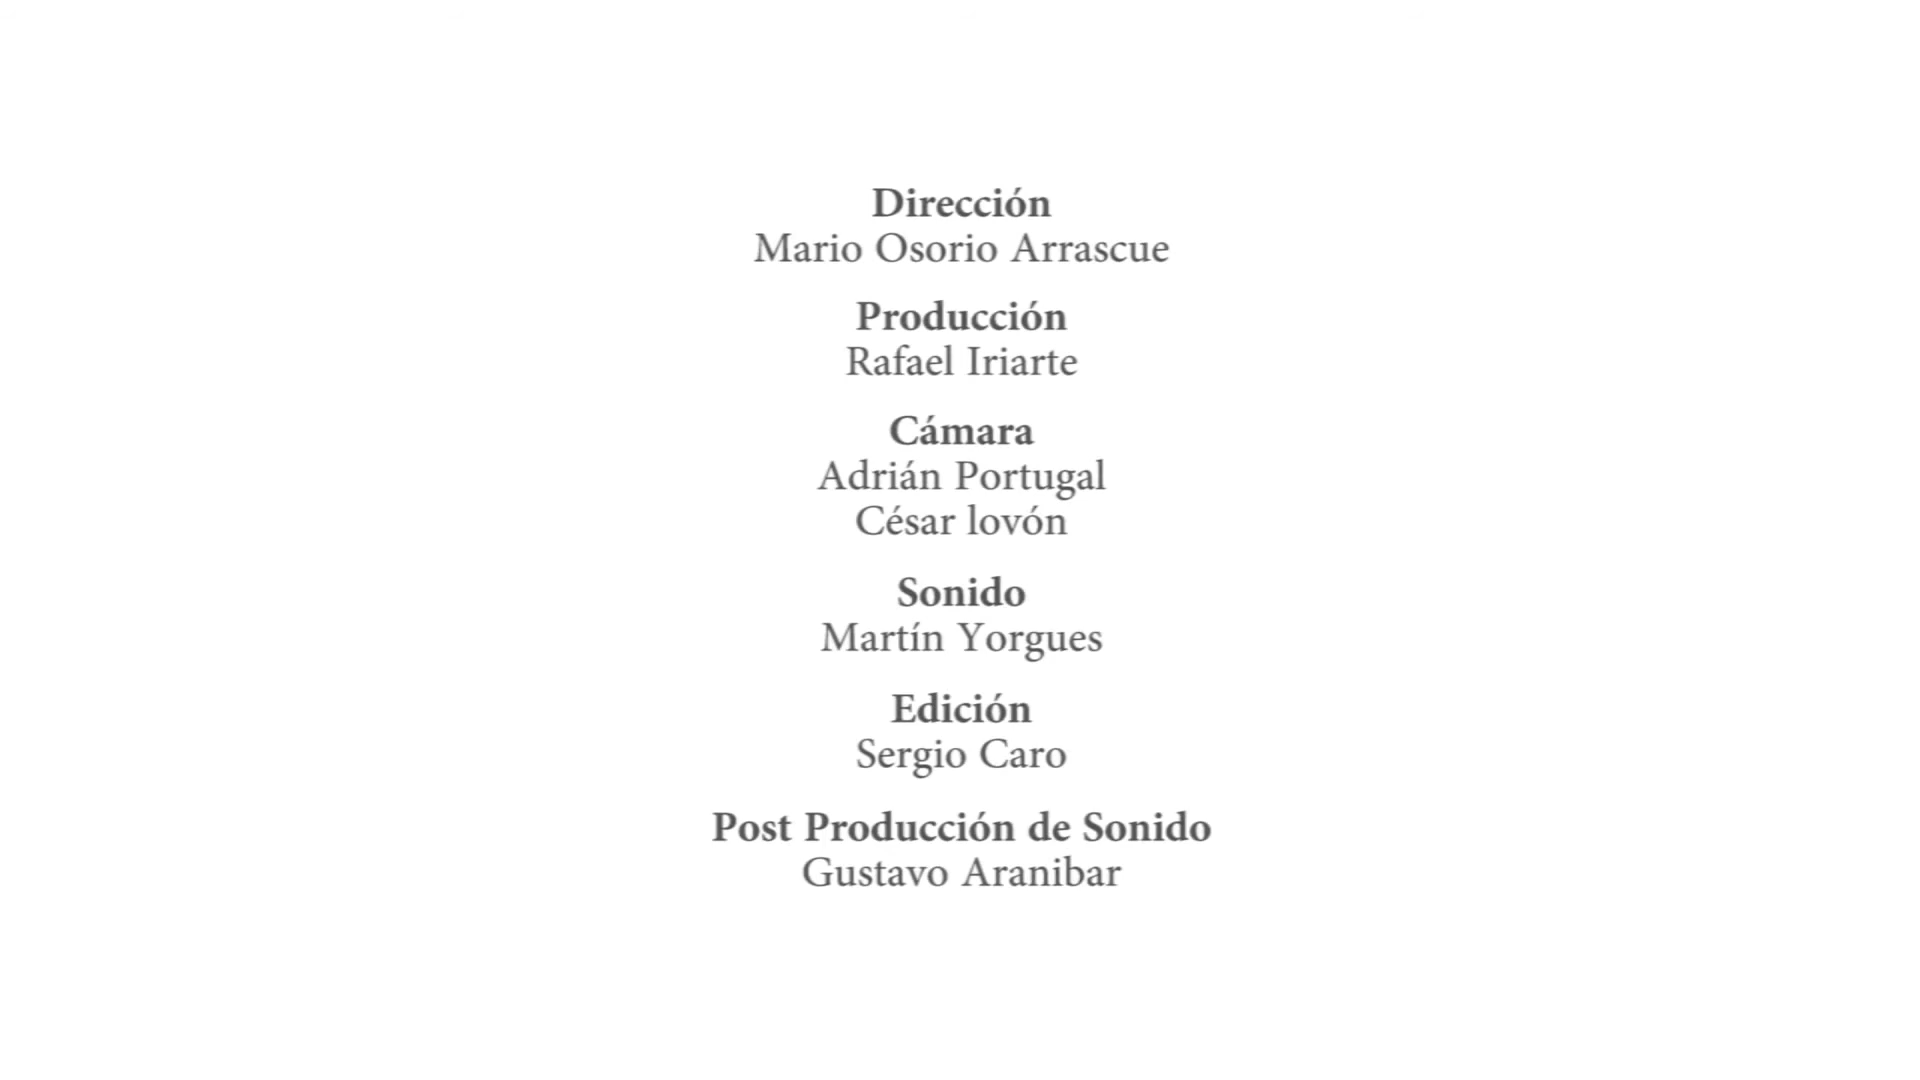 Dirección
Mario Osorio Arrascue
Producción
Rafael Iriarte
Cámara
Adrián Portugal
César lovón
Sonido
Martín Yorgues
Edición
Sergio Caro
Post Producción de Sonido
Gustavo Aranibar